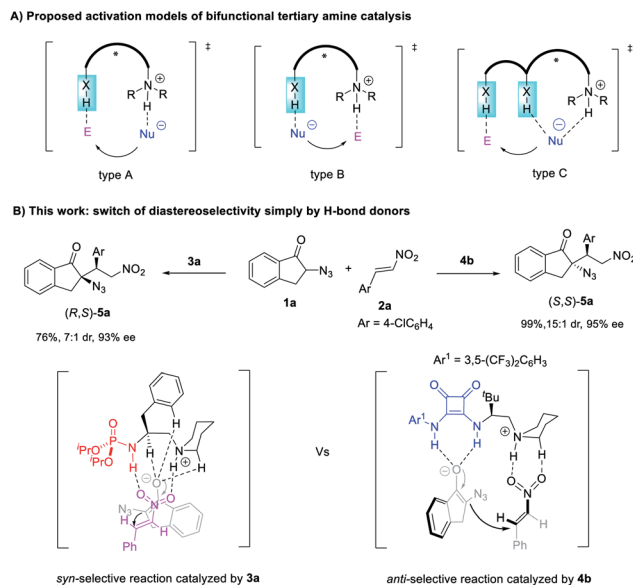 A) Proposed activation models of bifunctional tertiary amine catalysis
* * *
‡ ‡ ‡
X H R N H R ⊕ X H R N H R ⊕ X H X H R N H R ⊕
E Nu ⊖ Nu ⊖ E E Nu ⊖
type A type B type C
B) This work: switch of diastereoselectivity simply by H-bond donors
O Ar NO2 N3 3a O N3 + NO2 Ar 4b O Ar NO2 N3
(R,S)-5a 1a 2a (S,S)-5a
Ar = 4-ClC6H4
76%, 7:1 dr, 93% ee 99%,15:1 dr, 95% ee
Ar1 = 3,5-(CF3)2C6H3
O O tBu
iPrO P O N H iPrO H H N H ⊕ H Ar1 N H N H N H ⊕ H
Vs
O ⊖ N O O N3 O H H Ph O ⊖ N3 O N O H H Ph
syn-selective reaction catalyzed by 3a anti-selective reaction catalyzed by 4b